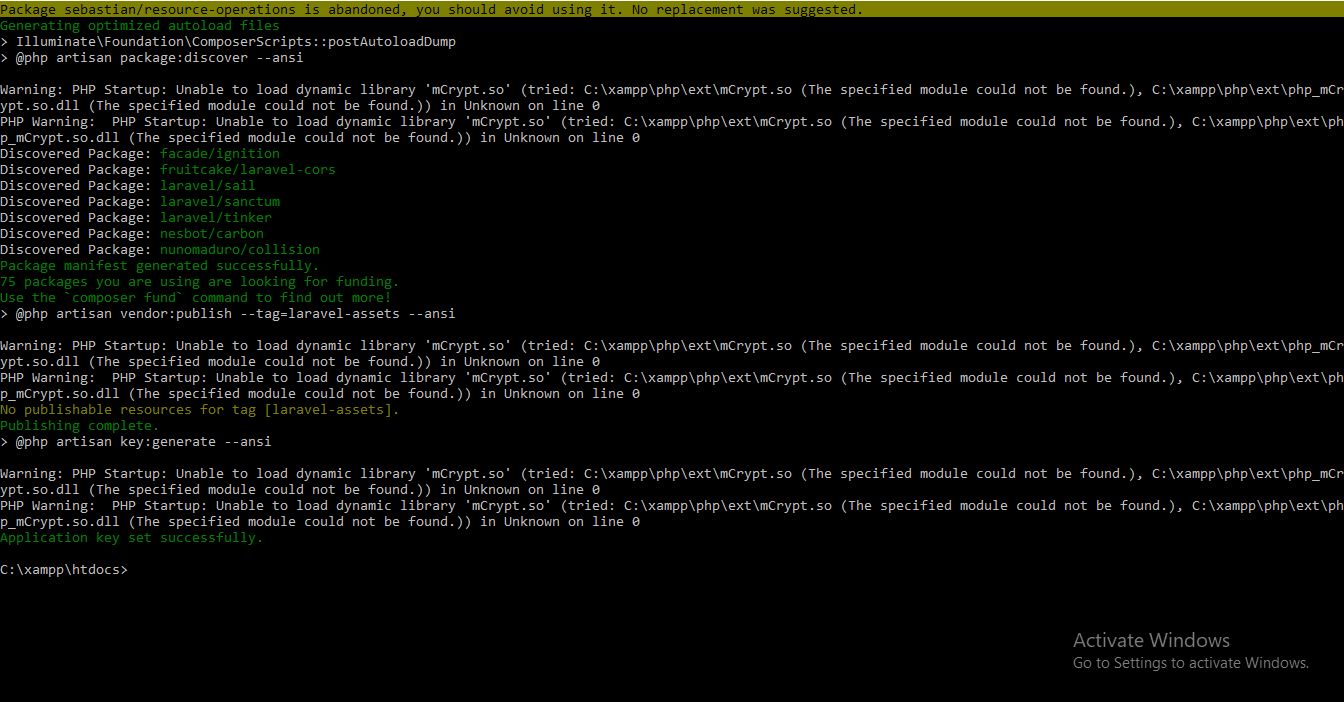 Package sebastian/resource-operations is abandoned, you should avoid using it. No replacement was suggested.
Generating optimized autoload files
> Illuminate\Foundation\ComposerScripts::postAutoloadDump
> @php artisan package:discover --ansi
Warning: PHP Startup: Unable to load dynamic library 'mCrypt.so' (tried: C:\xampp\php\ext\mCrypt.so (The specified module could not be found.), C:\xampp\php\ext\php_mCr
ypt.so.dll (The specified module could not be found.)) in Unknown on line 0
PHP Warning:  PHP Startup: Unable to load dynamic library 'mCrypt.so' (tried: C:\xampp\php\ext\mCrypt.so (The specified module could not be found.), C:\xampp\php\ext\ph
p_mCrypt.so.dll (The specified module could not be found.)) in Unknown on line 0
Discovered Package: facade/ignition
Discovered Package: fruitcake/laravel-cors
Discovered Package: laravel/sail
Discovered Package: laravel/sanctum
Discovered Package: laravel/tinker
Discovered Package: nesbot/carbon
Discovered Package: nunomaduro/collision
Package manifest generated successfully.
75 packages you are using are looking for funding.
Use the `composer fund` command to find out more!
> @php artisan vendor:publish --tag=laravel-assets --ansi
Warning: PHP Startup: Unable to load dynamic library 'mCrypt.so' (tried: C:\xampp\php\ext\mCrypt.so (The specified module could not be found.), C:\xampp\php\ext\php_mCr
ypt.so.dll (The specified module could not be found.)) in Unknown on line 0
PHP Warning:  PHP Startup: Unable to load dynamic library 'mCrypt.so' (tried: C:\xampp\php\ext\mCrypt.so (The specified module could not be found.), C:\xampp\php\ext\ph
p_mCrypt.so.dll (The specified module could not be found.)) in Unknown on line 0
No publishable resources for tag [laravel-assets].
Publishing complete.
> @php artisan key:generate --ansi
Warning: PHP Startup: Unable to load dynamic library 'mCrypt.so' (tried: C:\xampp\php\ext\mCrypt.so (The specified module could not be found.), C:\xampp\php\ext\php_mCr
ypt.so.dll (The specified module could not be found.)) in Unknown on line 0
PHP Warning:  PHP Startup: Unable to load dynamic library 'mCrypt.so' (tried: C:\xampp\php\ext\mCrypt.so (The specified module could not be found.), C:\xampp\php\ext\ph
p_mCrypt.so.dll (The specified module could not be found.)) in Unknown on line 0
Application key set successfully.
C:\xampp\htdocs>
Activate Windows
Go to Settings to activate Windows.